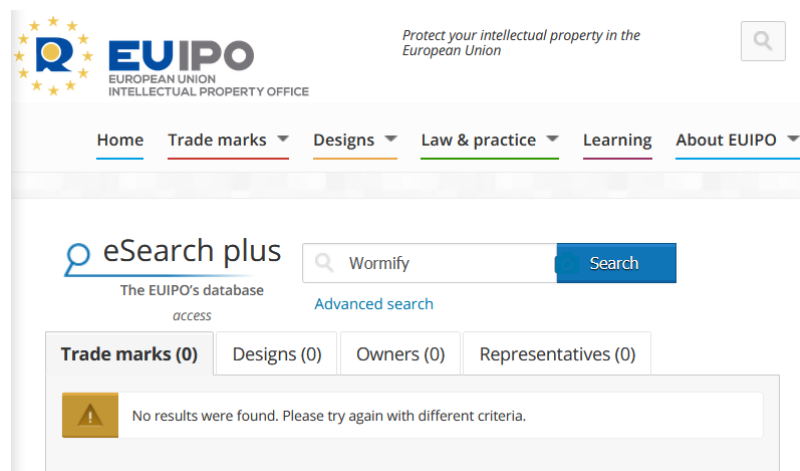 Protect your intellectual property in the
European Union
EUIPO
EUROPEAN UNION
INTELLECTUAL PROPERTY OFFICE
Home Trade marks Designs Law & practice Learning About EUIPO
eSearch plus
The EUIPO's database
access
Wormify
Search
Advanced search
Trade marks (0) Designs (0) Owners (0) Representatives (0)
No results were found. Please try again with different criteria.